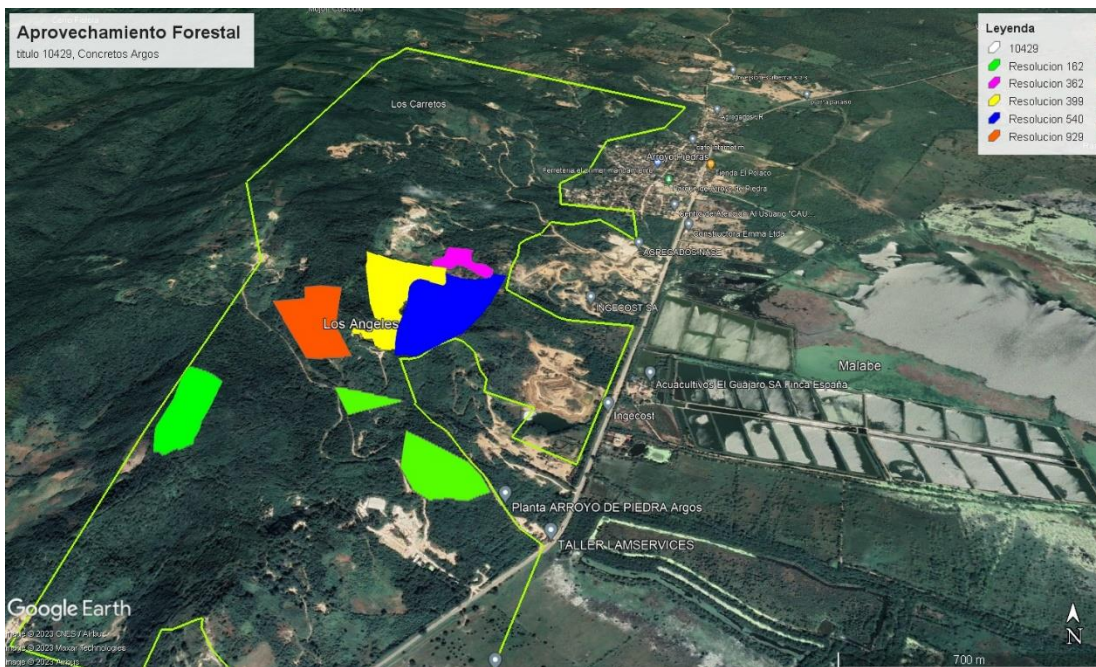 Aprovechamiento Forestal
titulo 10429, Concretos Argos
Leyenda
10429
Resolucion 162
Resolucion 362
Resolucion 399
Resolucion 540
Resolucion 929
Los Carretos
Arroyo Piedras
Tienda El Polaco
Constructora Emma Ltda
INGECOST SA
Los Angeles
Malabe
Acuacultivos El Guajaro SA Finca España
Ingecost
Planta ARROYO DE PIEDRA Argos
TALLER LAMSERVICES
Google Earth
Image © 2023 CNES / Airbus
Image © 2023 Maxar Technologies
Image © 2023 Airbus
N
700 m